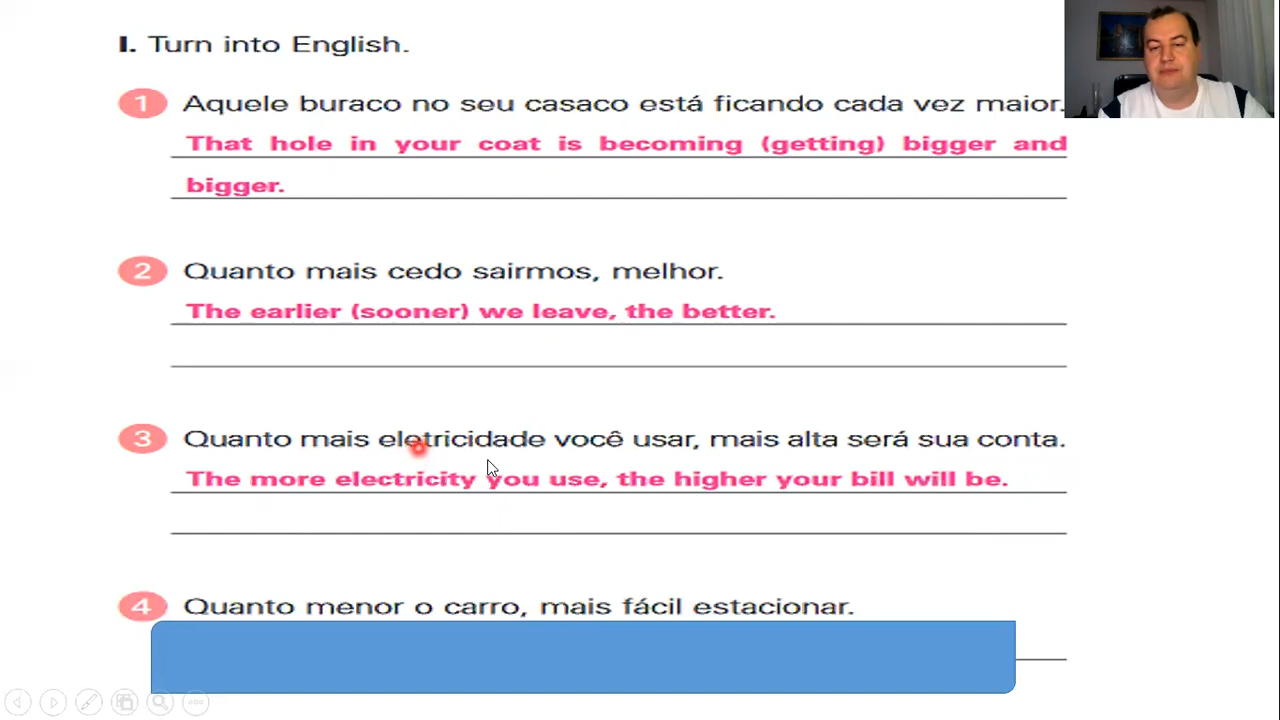 I. Turn into English.
1 Aquele buraco no seu casaco está ficando cada vez maior.
That hole in your coat is becoming (getting) bigger and
bigger.
2 Quanto mais cedo sairmos, melhor.
The earlier (sooner) we leave, the better.
3 Quanto mais eletricidade você usar, mais alta será sua conta.
The more electricity you use, the higher your bill will be.
4 Quanto menor o carro, mais fácil estacionar.